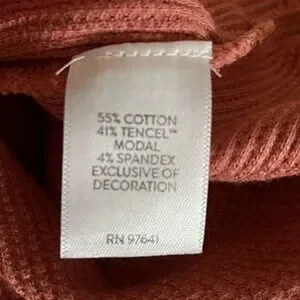 55% COTTON
41% TENCEL™
MODAL
4% SPANDEX
EXCLUSIVE OF
DECORATION
RN 97641